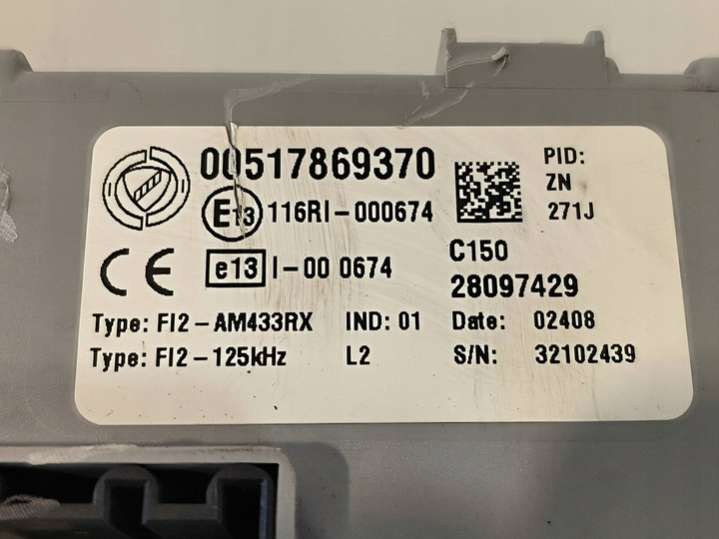 00517869370
PID:
ZN
271J
E13 116RI-000674
C150
CE e13 I-00 0674
28097429
Type: FI2-AM433RX IND: 01 Date: 02408
Type: FI2-125kHz L2 S/N: 32102439